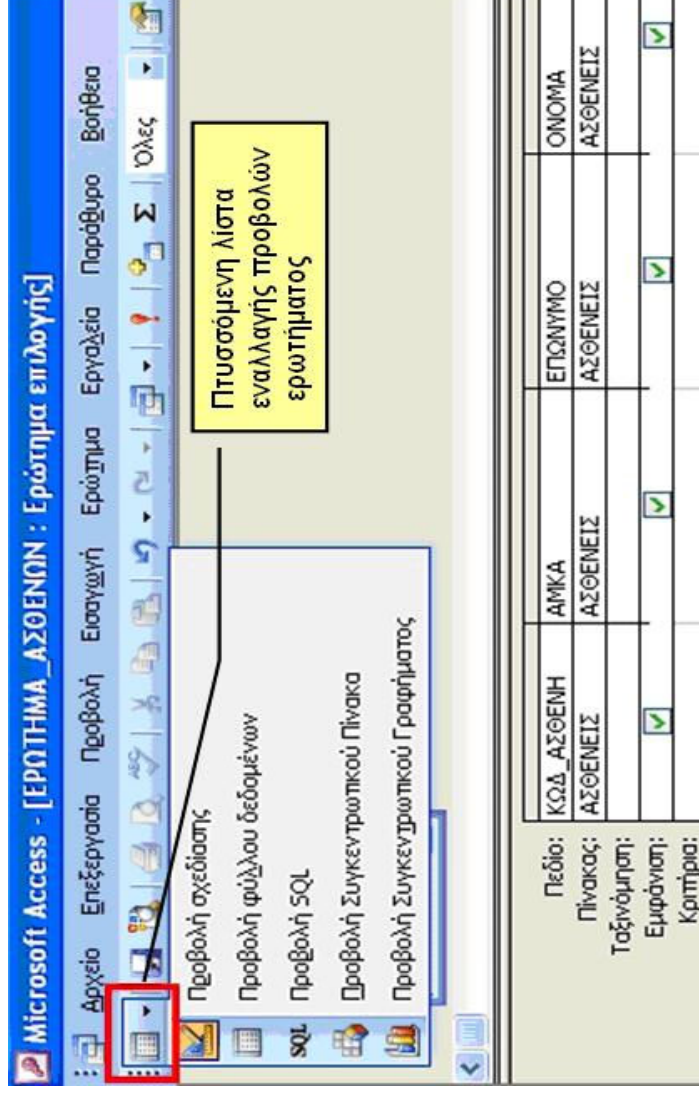 Microsoft Access - [ΕΡΩΤΗΜΑ_ΑΣΘΕΝΩΝ : Ερώτημα επιλογής]
Αρχείο Επεξεργασία Προβολή Εισαγωγή Ερώτημα Εργαλεία Παράθυρο Βοήθεια
ABC Σ Όλες
Προβολή σχεδίασης
Προβολή φύλλου δεδομένων
SQL Προβολή SQL
Προβολή Συγκεντρωτικού Πίνακα
Προβολή Συγκεντρωτικού Γραφήματος
Πτυσσόμενη λίστα
εναλλαγής προβολών
ερωτήματος
Πεδίο: ΚΩΔ_ΑΣΘΕΝΗ ΑΜΚΑ ΕΠΩΝΥΜΟ ΟΝΟΜΑ
Πίνακας: ΑΣΘΕΝΕΙΣ ΑΣΘΕΝΕΙΣ ΑΣΘΕΝΕΙΣ ΑΣΘΕΝΕΙΣ
Ταξινόμηση:
Εμφάνιση:
Κριτήρια: